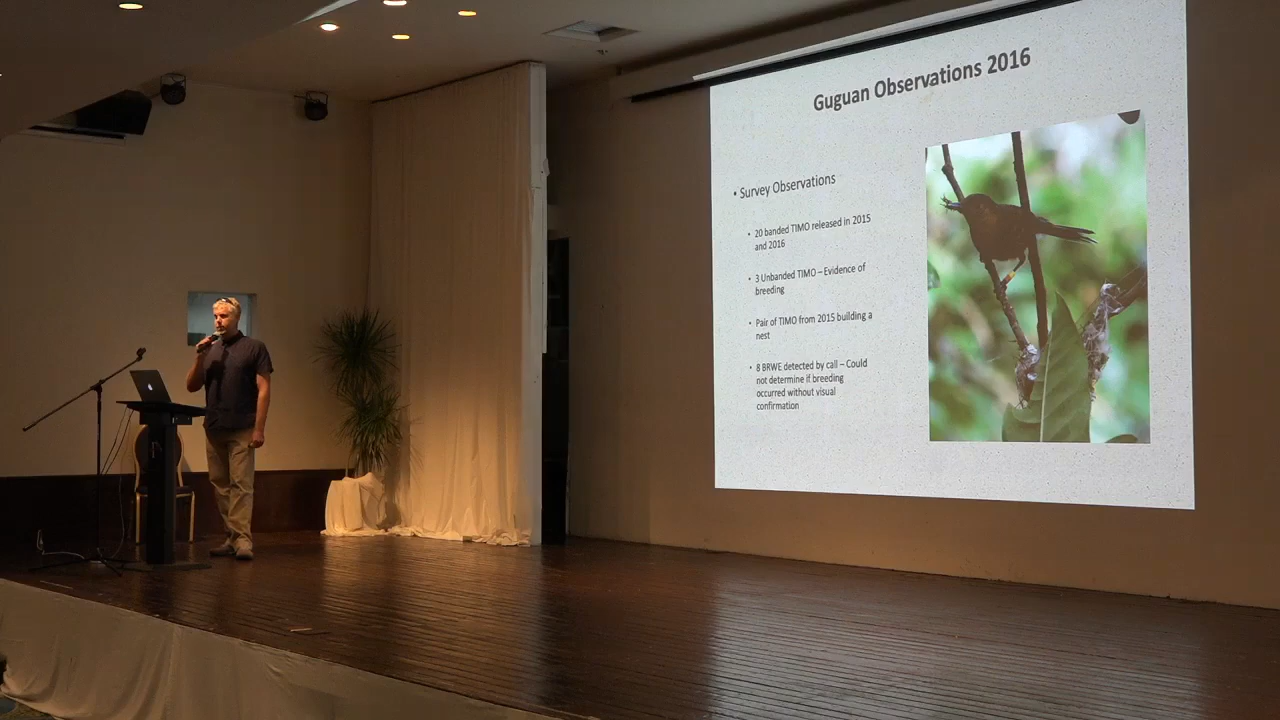 Guguan Observations 2016
• Survey Observations
• 20 banded TIMO released in 2015
and 2016
• 3 Unbanded TIMO – Evidence of
breeding
• Pair of TIMO from 2015 building a
nest
• 8 BRWE detected by call – Could
not determine if breeding
occurred without visual
confirmation